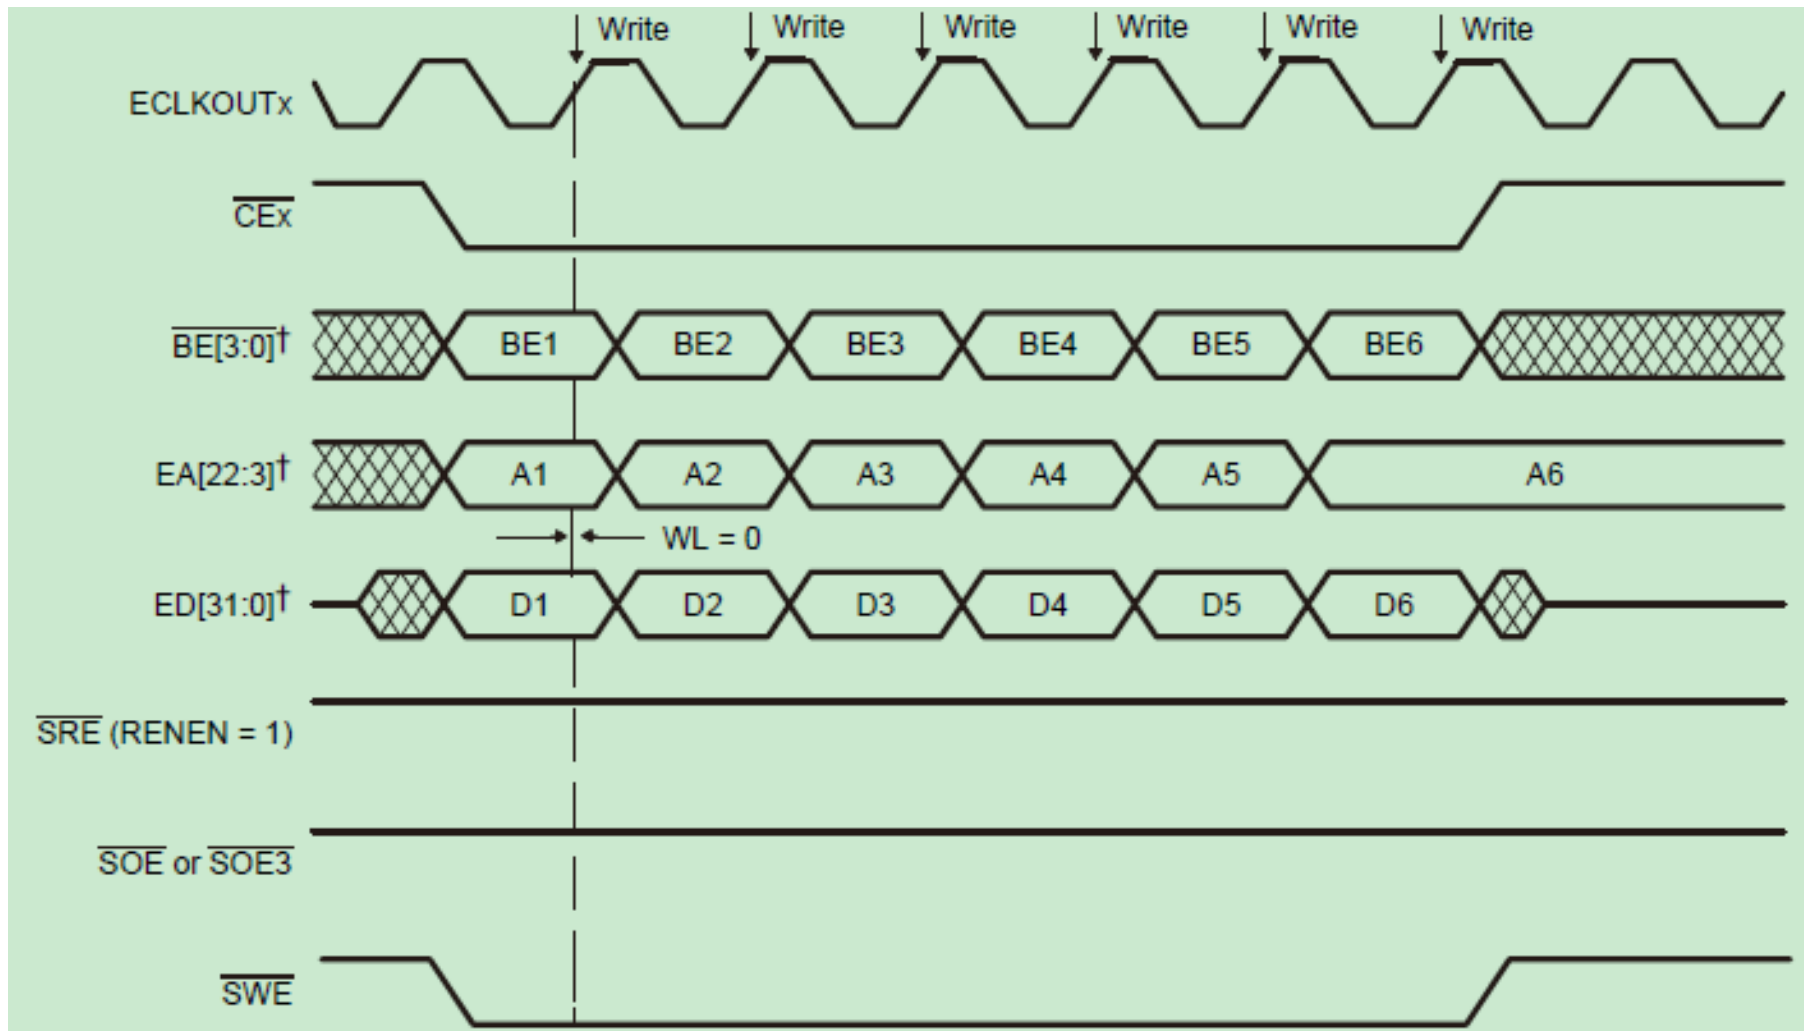 Write Write Write Write Write Write
ECLKOUTx
CEx
BE[3:0]† BE1 BE2 BE3 BE4 BE5 BE6
EA[22:3]† A1 A2 A3 A4 A5 A6
WL = 0
ED[31:0]† D1 D2 D3 D4 D5 D6
SRE (RENEN = 1)
SOE or SOE3
SWE